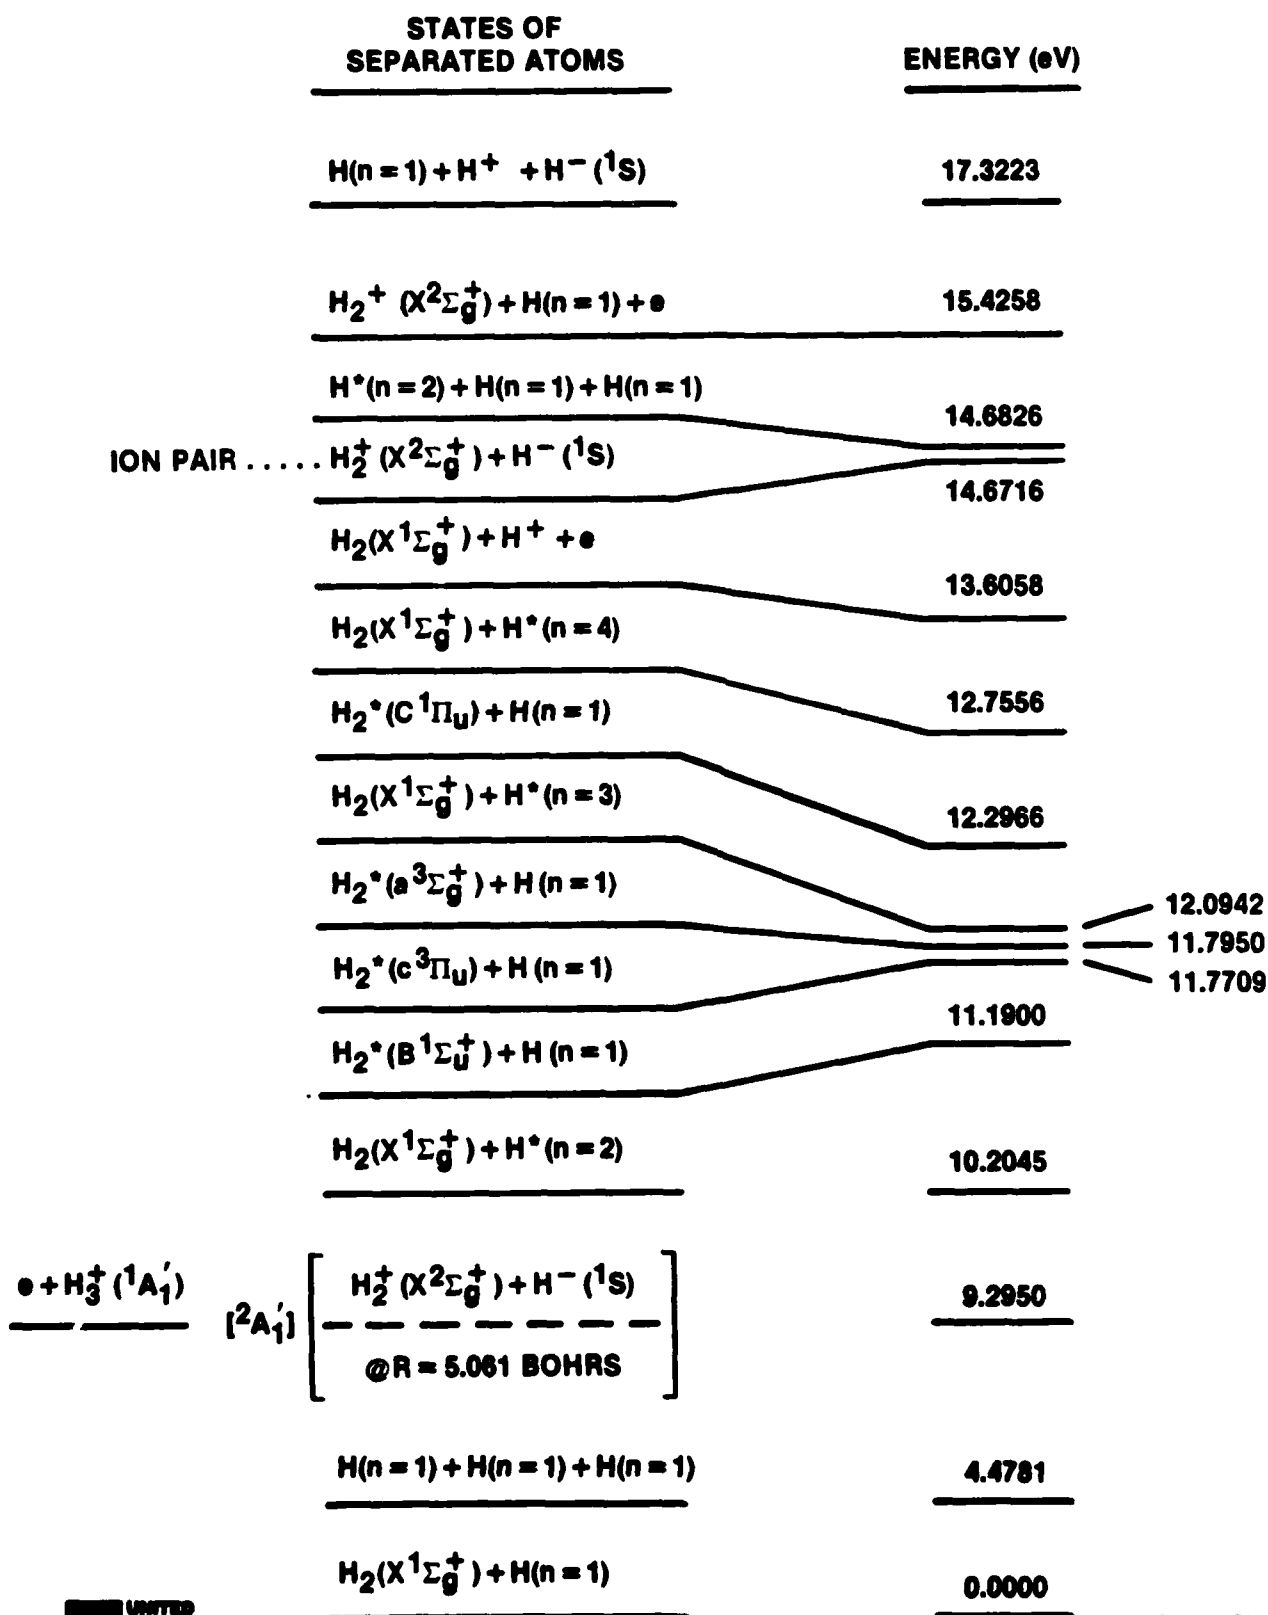 STATES OF
SEPARATED ATOMS
ENERGY (eV)
H(n = 1) + H⁺ + H⁻ (¹S) 17.3223
H₂⁺ (X²Σg⁺) + H(n = 1) + e 15.4258
H*(n = 2) + H(n = 1) + H(n = 1) 14.6826
ION PAIR ..... H₂⁺ (X²Σg⁺) + H⁻ (¹S) 14.6716
H₂(X¹Σg⁺) + H⁺ + e 13.6058
H₂(X¹Σg⁺) + H*(n = 4) 12.7556
H₂*(C¹Πu) + H(n = 1) 12.2966
H₂(X¹Σg⁺) + H*(n = 3) 12.0942
H₂*(a³Σg⁺) + H(n = 1) 11.7950
H₂*(c³Πu) + H(n = 1) 11.7709
H₂*(B¹Σu⁺) + H(n = 1) 11.1900
H₂(X¹Σg⁺) + H*(n = 2) 10.2045
e + H₃⁺ (¹A₁′) [²A₁′] H₂⁺ (X²Σg⁺) + H⁻ (¹S) 9.2950
@R = 5.061 BOHRS
H(n = 1) + H(n = 1) + H(n = 1) 4.4781
H₂(X¹Σg⁺) + H(n = 1) 0.0000
UNITED